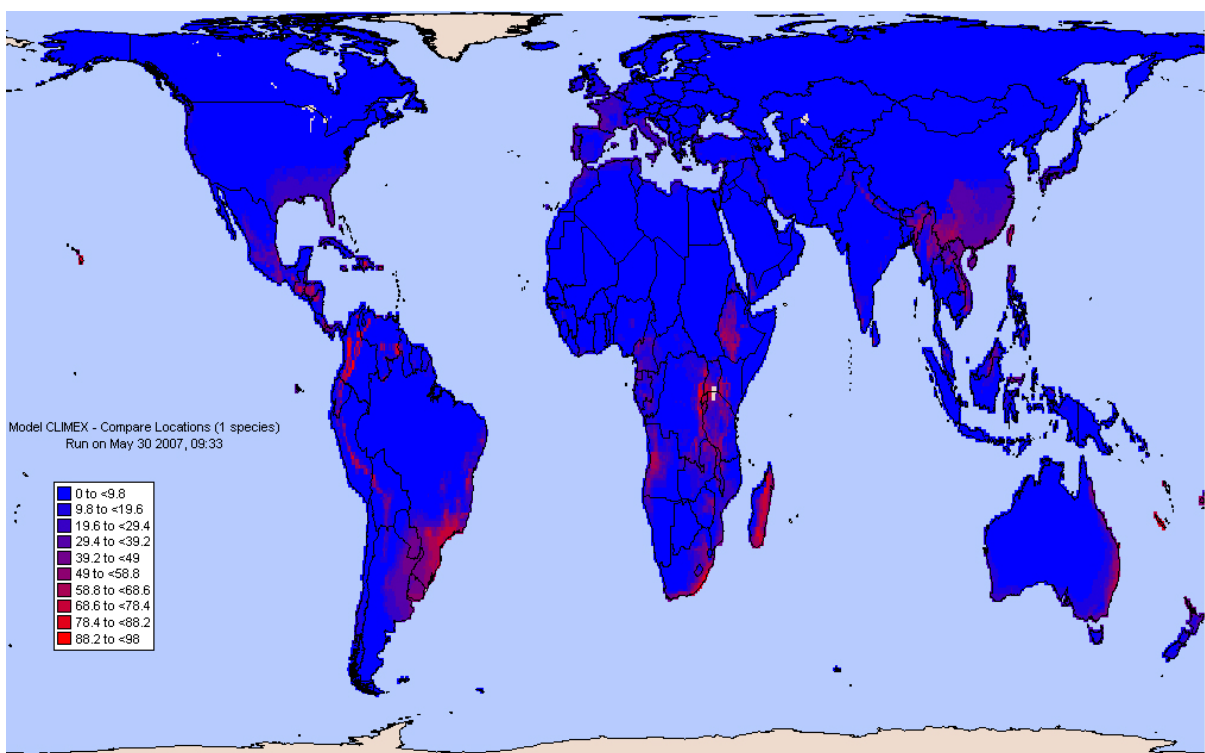 Model CLIMEX - Compare Locations (1 species)
Run on May 30 2007, 09:33
0 to <9.8
9.8 to <19.6
19.6 to <29.4
29.4 to <39.2
39.2 to <49
49 to <58.8
58.8 to <68.6
68.6 to <78.4
78.4 to <88.2
88.2 to <98